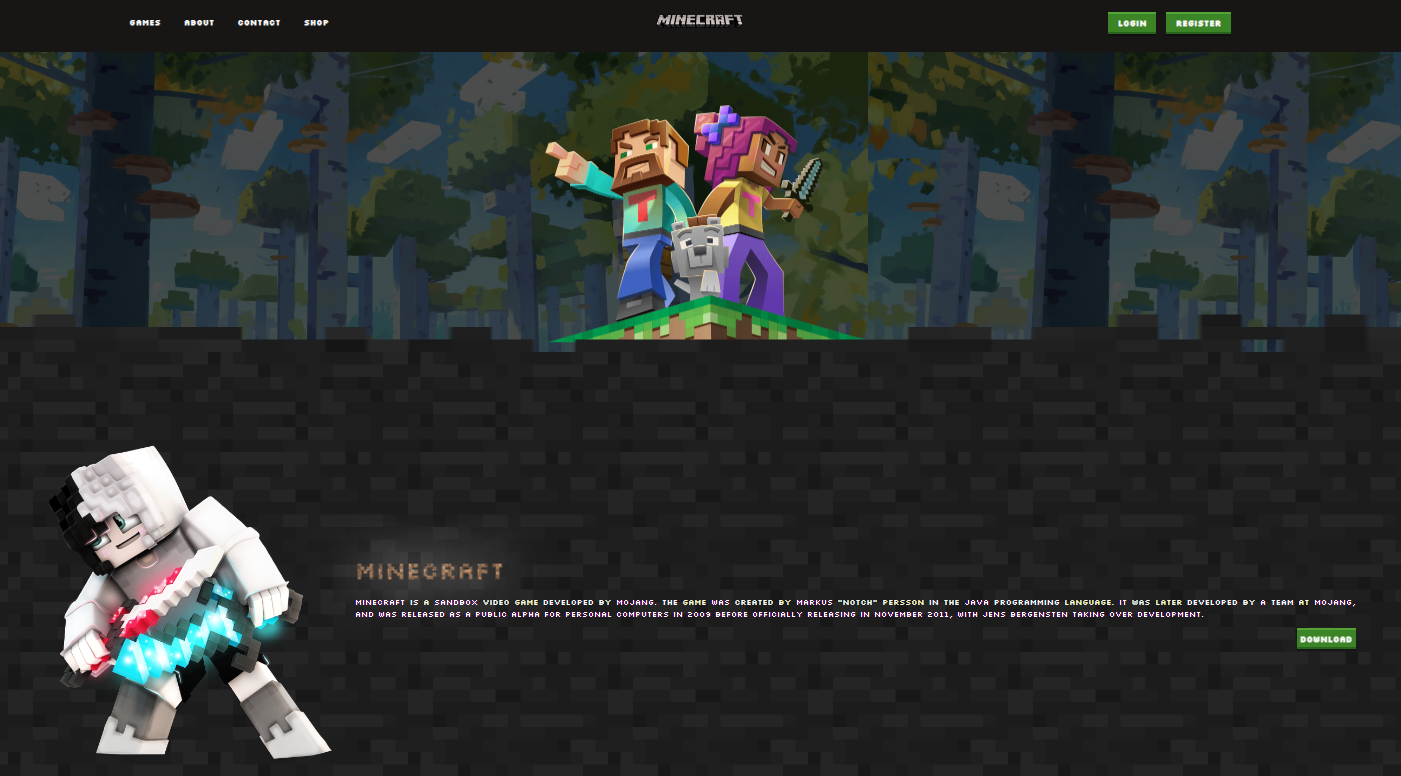 GAMES ABOUT CONTACT SHOP MINECRAFT LOGIN REGISTER
MINECRAFT
MINECRAFT IS A SANDBOX VIDEO GAME DEVELOPED BY MOJANG. THE GAME WAS CREATED BY MARKUS "NOTCH" PERSSON IN THE JAVA PROGRAMMING LANGUAGE. IT WAS LATER DEVELOPED BY A TEAM AT MOJANG,
AND WAS RELEASED AS A PUBLIC ALPHA FOR PERSONAL COMPUTERS IN 2009 BEFORE OFFICIALLY RELEASING IN NOVEMBER 2011, WITH JENS BERGENSTEN TAKING OVER DEVELOPMENT.
DOWNLOAD